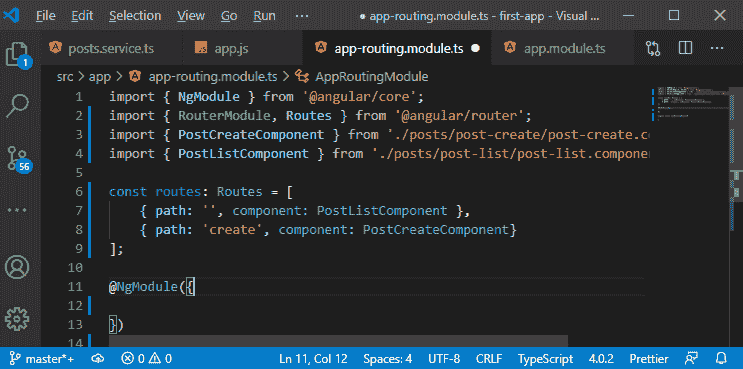 File Edit Selection View Go Run ··· app-routing.module.ts - first-app - Visual ...
posts.service.ts JS app.js app-routing.module.ts ● app.module.ts ···
src > app > app-routing.module.ts > AppRoutingModule
1 import { NgModule } from '@angular/core';
2 import { RouterModule, Routes } from '@angular/router';
3 import { PostCreateComponent } from './posts/post-create/post-create.co
4 import { PostListComponent } from './posts/post-list/post-list.component
5
6 const routes: Routes = [
7 { path: '', component: PostListComponent },
8 { path: 'create', component: PostCreateComponent}
9 ];
10
11 @NgModule({
12
13 })
14
1
56
master*+ 0 0 Ln 11, Col 12 Spaces: 4 UTF-8 CRLF TypeScript 4.0.2 Prettier